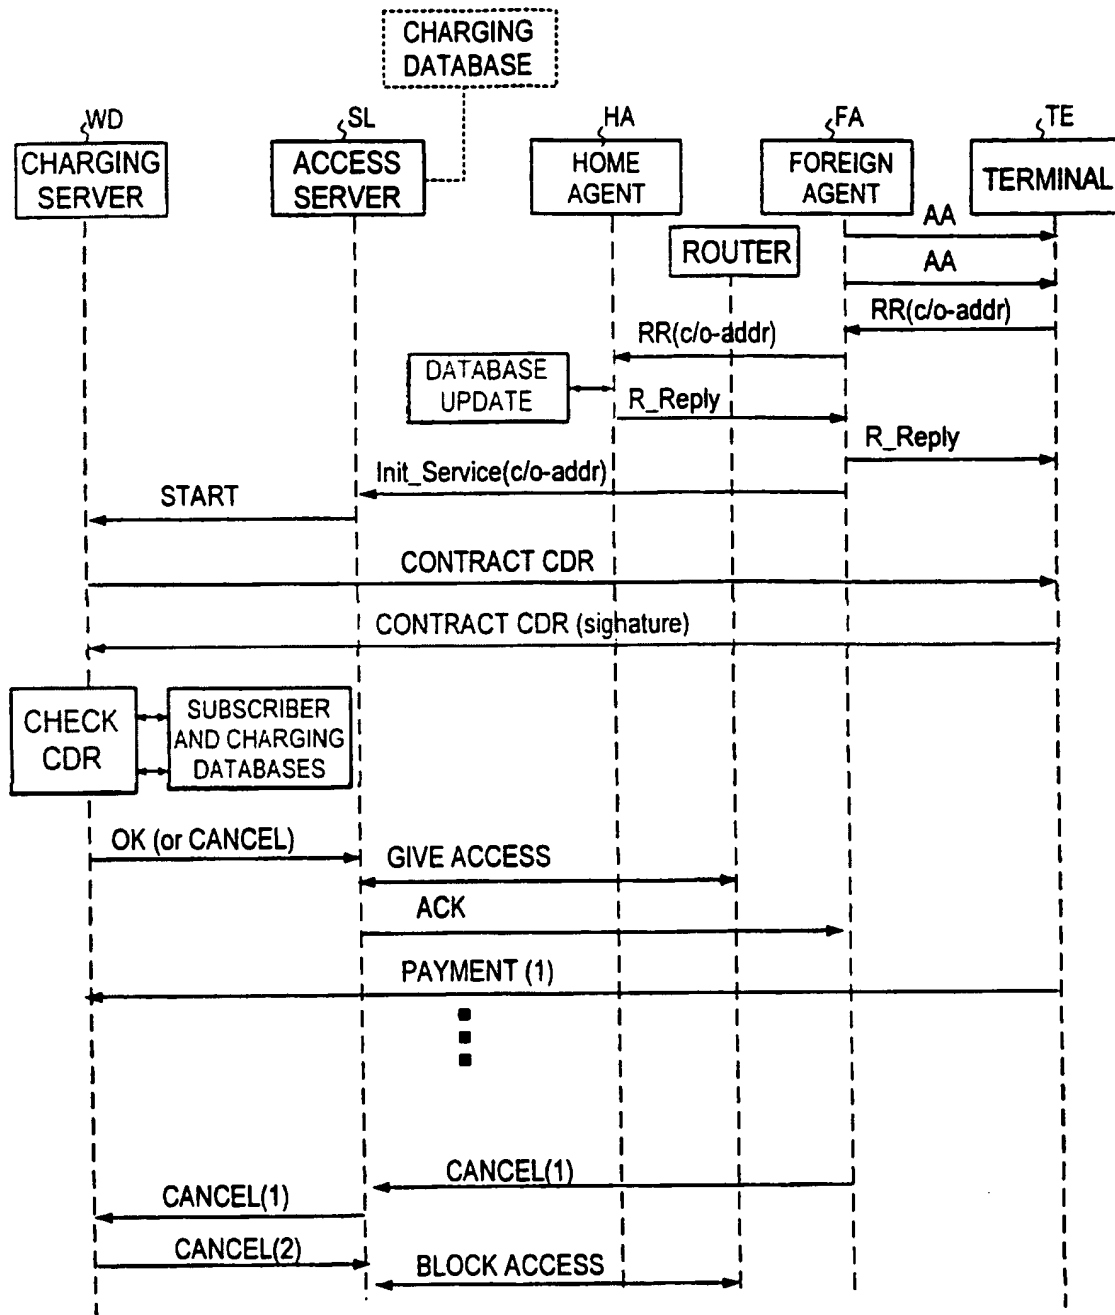 CHARGING
DATABASE
WD
SL
HA
FA
TE
CHARGING
SERVER
ACCESS
SERVER
HOME
AGENT
FOREIGN
AGENT
TERMINAL
AA
ROUTER
AA
RR(c/o-addr)
RR(c/o-addr)
DATABASE
UPDATE
R_Reply
R_Reply
Init_Service(c/o-addr)
START
CONTRACT CDR
CONTRACT CDR (signature)
CHECK
CDR
SUBSCRIBER
AND CHARGING
DATABASES
OK (or CANCEL)
GIVE ACCESS
ACK
PAYMENT (1)
CANCEL(1)
CANCEL(1)
CANCEL(2)
BLOCK ACCESS